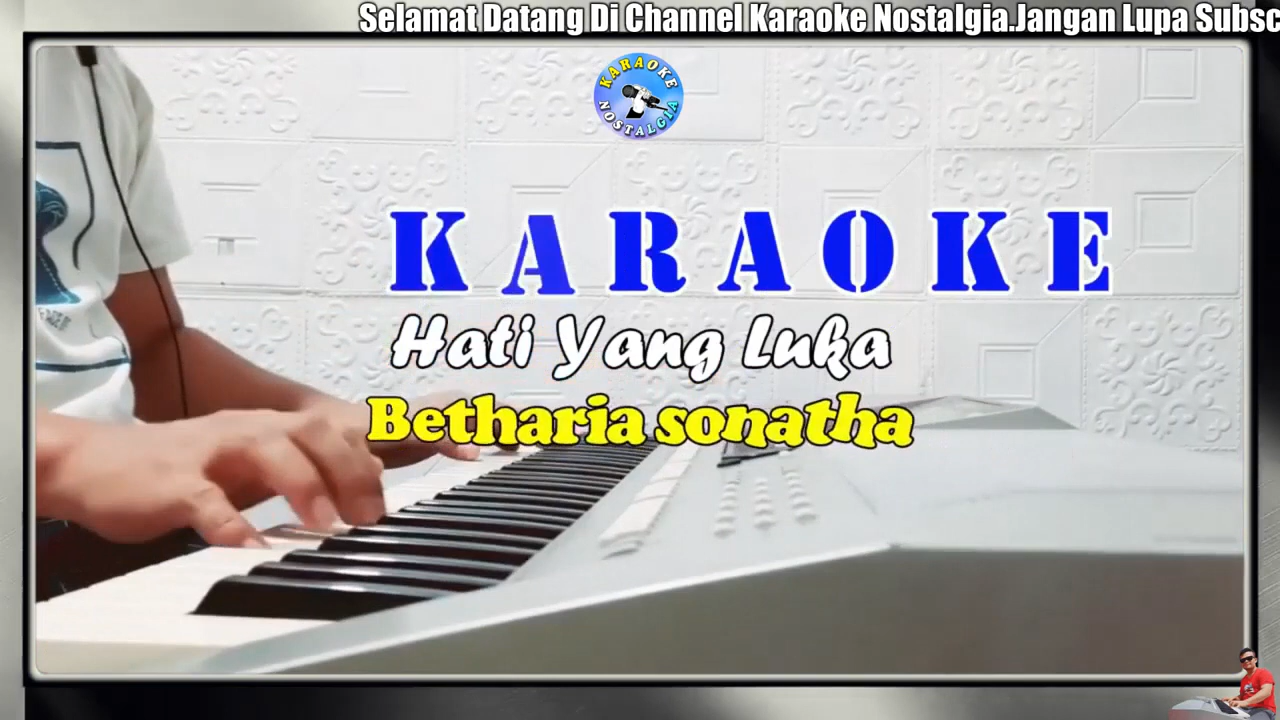 Selamat Datang Di Channel Karaoke Nostalgia.Jangan Lupa Subsc
KARAOKE
NOSTALGIA
KARAOKE
Hati Yang Luka
Betharia sonatha